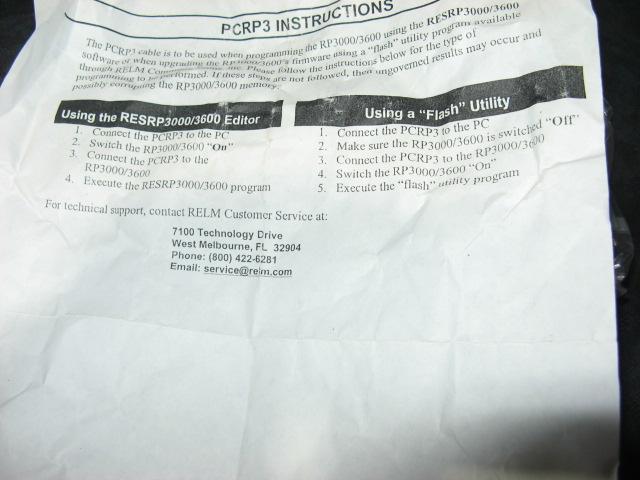 PCRP3 INSTRUCTIONS
The PCRP3 cable is to be used when programming the RP3000/3600 using the RESRP3000/3600
software or when upgrading the RP3000/3600's firmware using a "flash" utility program available
through RELM Inc. Please follow the instructions below for the type of
programming to be performed. If these steps are not followed, then ungoverned results may occur and
possibly corrupting the RP3000/3600 memory.
Using the RESRP3000/3600 Editor
1. Connect the PCRP3 to the PC
2. Switch the RP3000/3600 "On"
3. Connect the PCRP3 to the
RP3000/3600
4. Execute the RESRP3000/3600 program
Using a "Flash" Utility
1. Connect the PCRP3 to the PC
2. Make sure the RP3000/3600 is switched "Off"
3. Connect the PCRP3 to the RP3000/3600
4. Switch the RP3000/3600 "On"
5. Execute the "flash" utility program
For technical support, contact RELM Customer Service at:
7100 Technology Drive
West Melbourne, FL 32904
Phone: (800) 422-6281
Email: service@relm.com